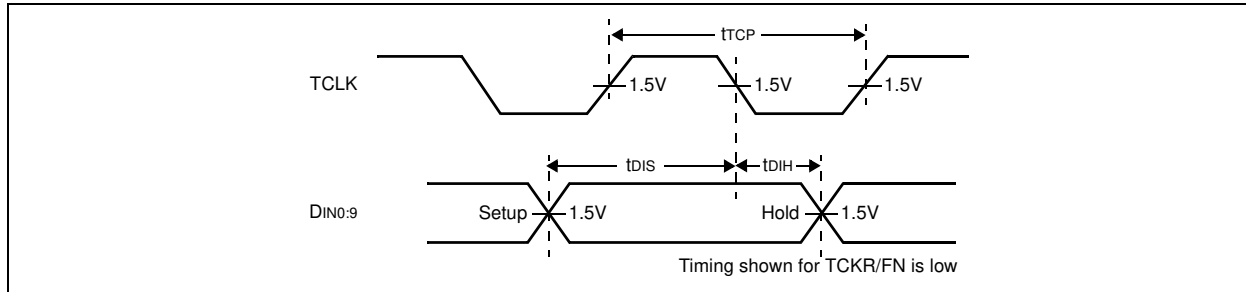 tTCP
TCLK
1.5V
1.5V
1.5V
tDIS
tDIH
DIN0:9
Setup
1.5V
Hold
1.5V
Timing shown for TCKR/FN is low